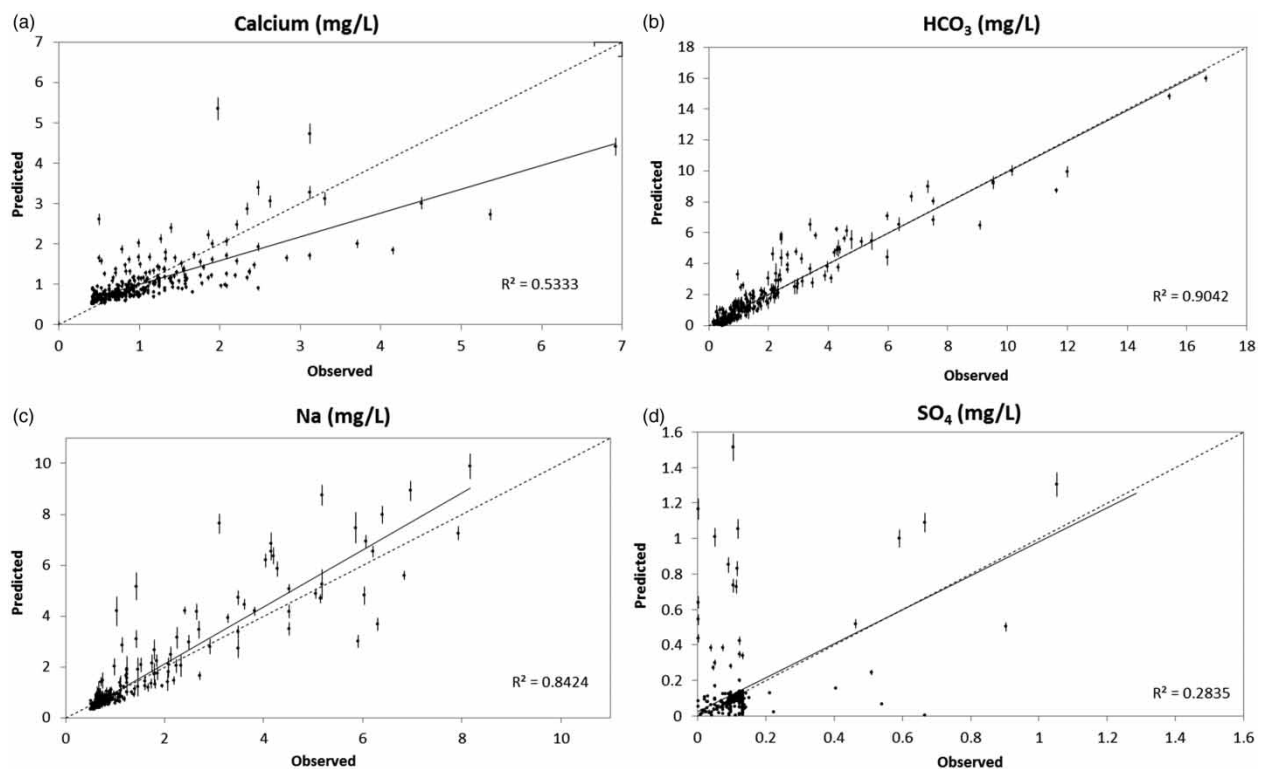 (a)
Calcium (mg/L)
7
6
5
4
3
2
1
0
Predicted
R² = 0.5333
0 1 2 3 4 5 6 7
Observed
(b)
HCO₃ (mg/L)
18
16
14
12
10
8
6
4
2
0
Predicted
R² = 0.9042
0 2 4 6 8 10 12 14 16 18
Observed
(c)
Na (mg/L)
10
8
6
4
2
0
Predicted
R² = 0.8424
0 2 4 6 8 10
Observed
(d)
SO₄ (mg/L)
1.6
1.4
1.2
1
0.8
0.6
0.4
0.2
0
Predicted
R² = 0.2835
0 0.2 0.4 0.6 0.8 1 1.2 1.4 1.6
Observed